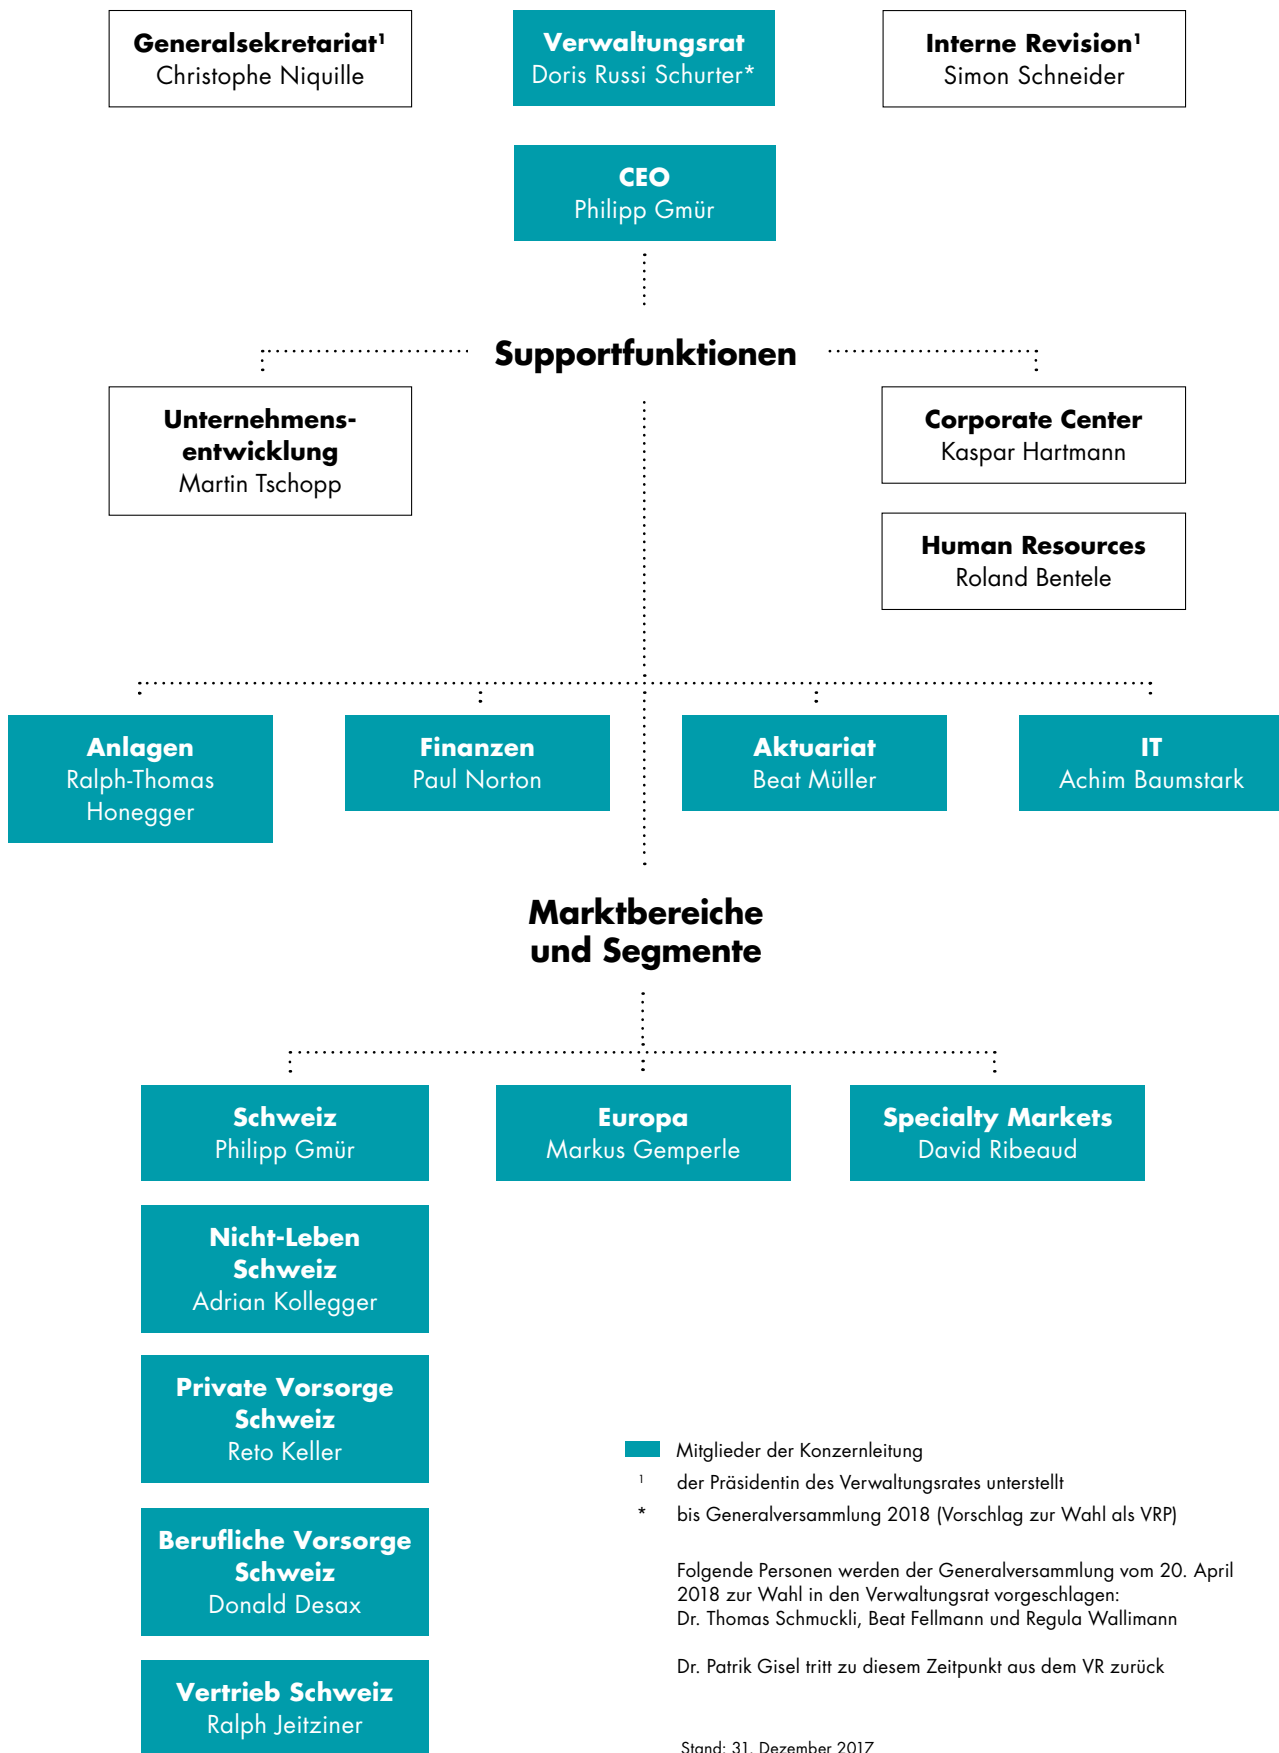 Generalsekretariat¹
Christophe Niquille
Verwaltungsrat
Doris Russi Schurter*
Interne Revision¹
Simon Schneider
CEO
Philipp Gmür
Supportfunktionen
Unternehmens-
entwicklung
Martin Tschopp
Corporate Center
Kaspar Hartmann
Human Resources
Roland Bentele
Anlagen
Ralph-Thomas
Honegger
Finanzen
Paul Norton
Aktuariat
Beat Müller
IT
Achim Baumstark
Marktbereiche
und Segmente
Schweiz
Philipp Gmür
Europa
Markus Gemperle
Specialty Markets
David Ribeaud
Nicht-Leben
Schweiz
Adrian Kollegger
Private Vorsorge
Schweiz
Reto Keller
Berufliche Vorsorge
Schweiz
Donald Desax
Vertrieb Schweiz
Ralph Jeitziner
Mitglieder der Konzernleitung
¹ der Präsidentin des Verwaltungsrates unterstellt
* bis Generalversammlung 2018 (Vorschlag zur Wahl als VRP)
Folgende Personen werden der Generalversammlung vom 20. April
2018 zur Wahl in den Verwaltungsrat vorgeschlagen:
Dr. Thomas Schmuckli, Beat Fellmann und Regula Wallimann
Dr. Patrik Gisel tritt zu diesem Zeitpunkt aus dem VR zurück
Stand: 31. Dezember 2017